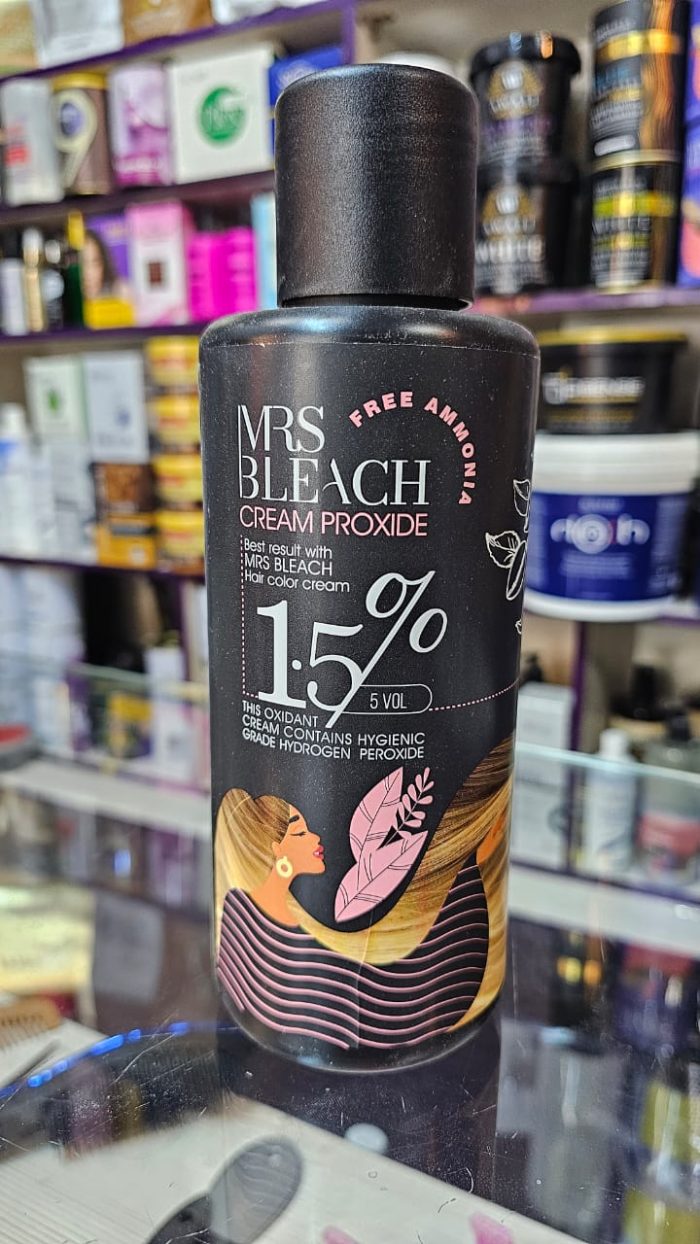 MRS
BLEACH
FREE AMMONIA
CREAM PROXIDE
Best result with
MRS BLEACH
Hair color cream
1.5%
5 VOL
THIS OXIDANT
CREAM CONTAINS HYGIENIC
GRADE HYDROGEN PEROXIDE